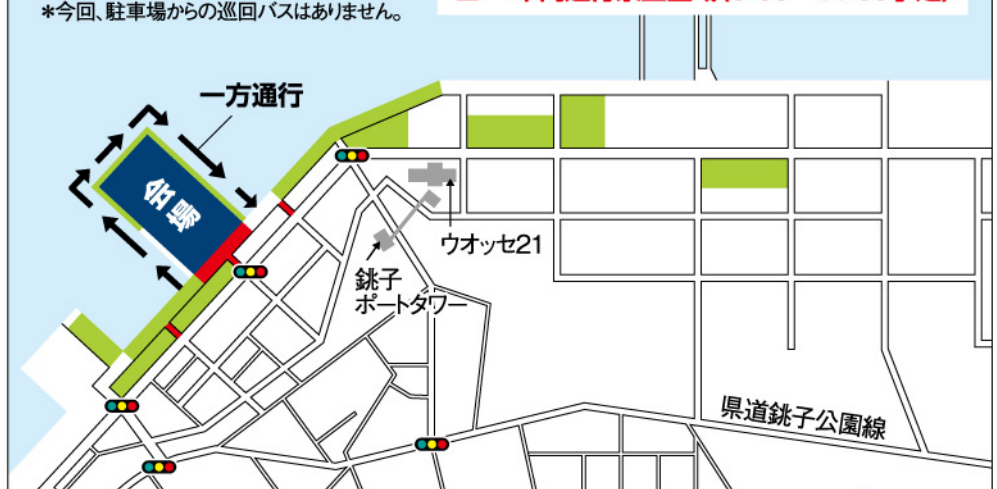 *今回、駐車場からの巡回バスはありません。
一方通行
会場
ウオッセ21
銚子
ポートタワー
県道銚子公園線